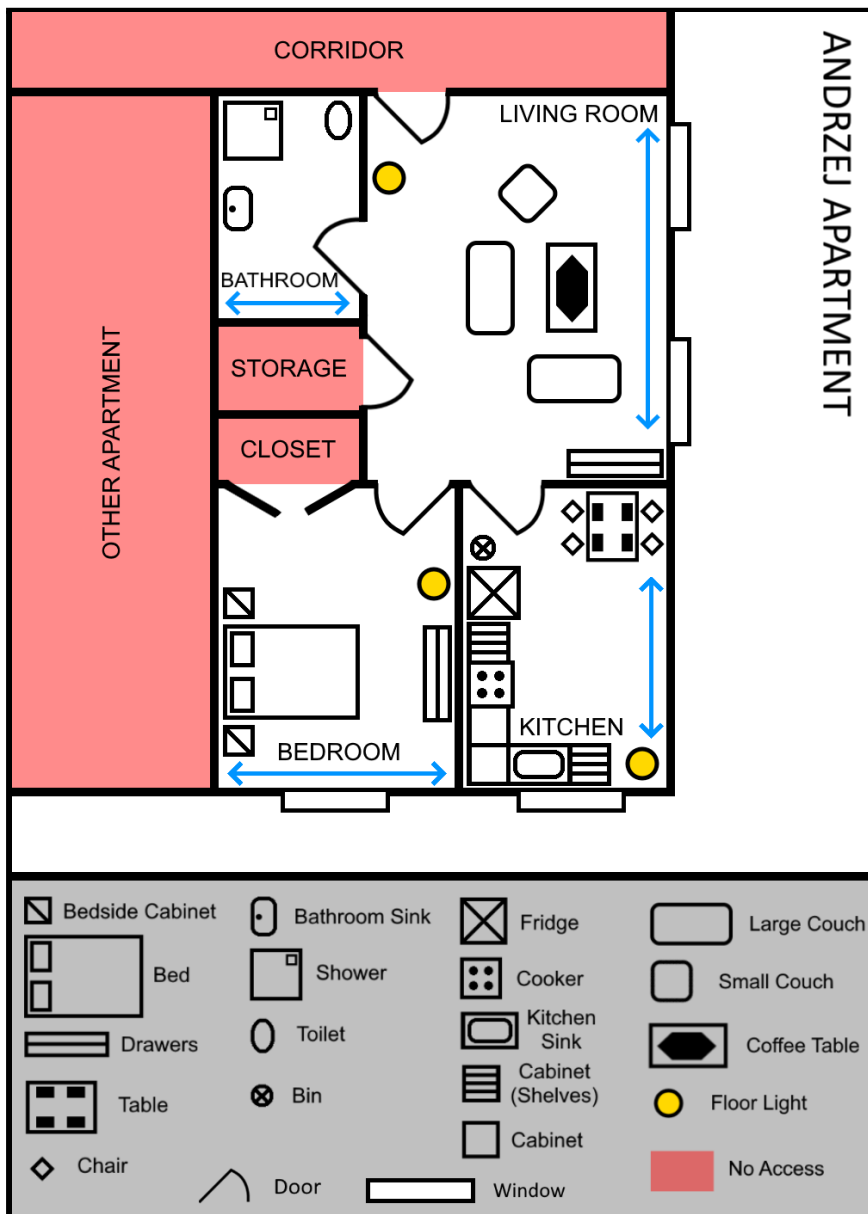 CORRIDOR
ANDRZEJ APARTMENT
LIVING ROOM
BATHROOM
OTHER APARTMENT
STORAGE
CLOSET
KITCHEN
BEDROOM
Bedside Cabinet
Bed
Drawers
Table
Chair
Bathroom Sink
Shower
Toilet
Bin
Door
Fridge
Cooker
Kitchen
Sink
Cabinet
(Shelves)
Cabinet
Window
Large Couch
Small Couch
Coffee Table
Floor Light
No Access